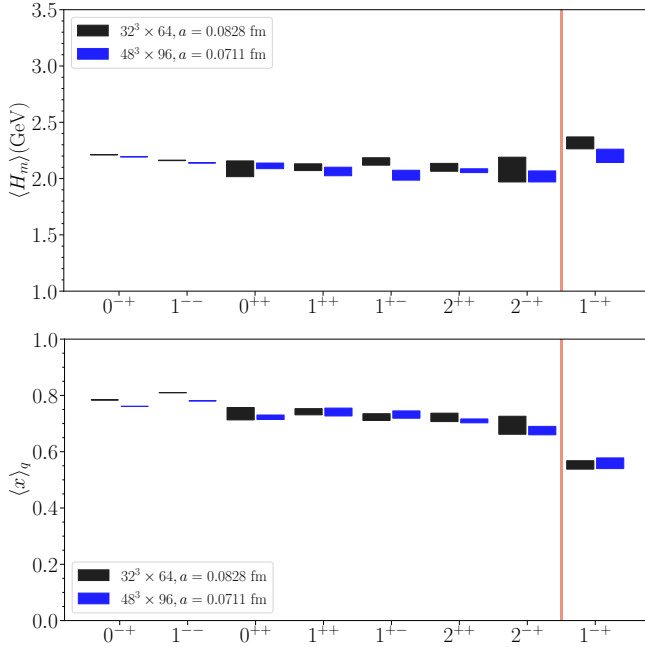 3.5
32³ × 64, a = 0.0828 fm
48³ × 96, a = 0.0711 fm
3.0
2.5
2.0
1.5
1.0
⟨H_m⟩(GeV)
0⁻⁺ 1⁻⁻ 0⁺⁺ 1⁺⁺ 1⁺⁻ 2⁺⁺ 2⁻⁺ 1⁻⁺
1.0
0.8
0.6
0.4
0.2
0.0
⟨x⟩_q
32³ × 64, a = 0.0828 fm
48³ × 96, a = 0.0711 fm
0⁻⁺ 1⁻⁻ 0⁺⁺ 1⁺⁺ 1⁺⁻ 2⁺⁺ 2⁻⁺ 1⁻⁺